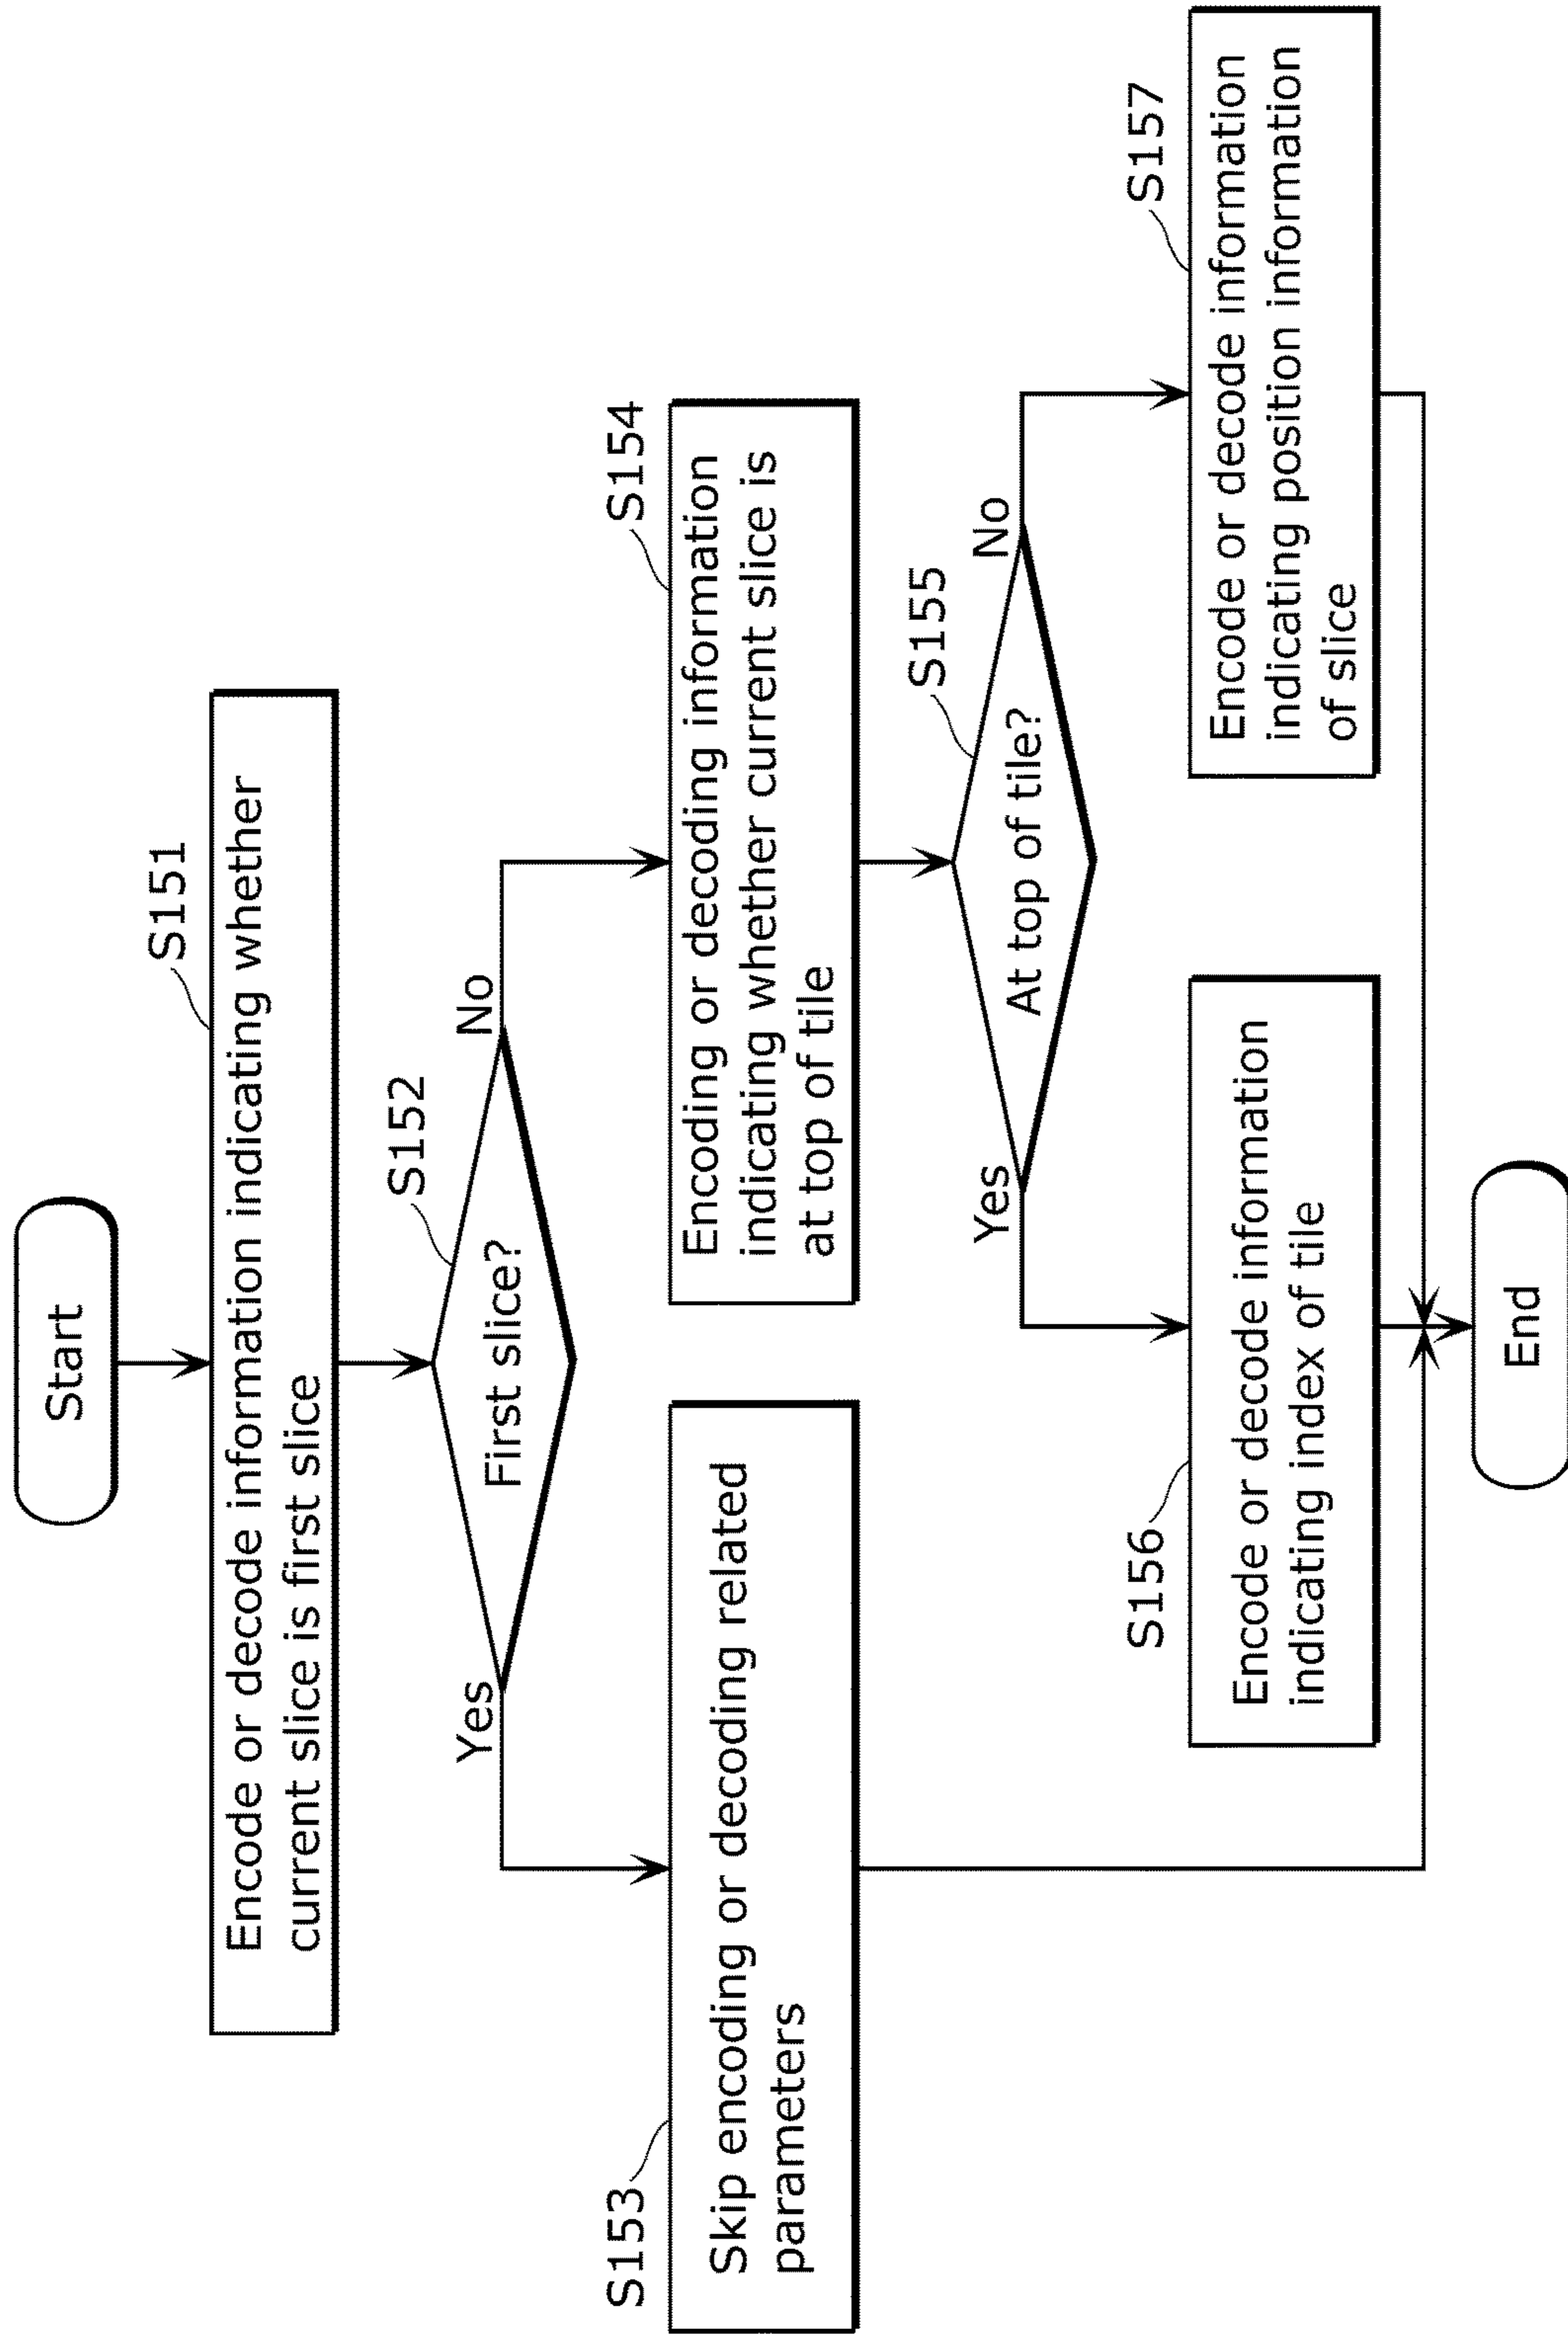 Start
S151
Encode or decode information indicating whether
current slice is first slice
S152
First slice?
Yes
No
S153
Skip encoding or decoding related
parameters
S154
Encoding or decoding information
indicating whether current slice is
at top of tile
S155
At top of tile?
Yes
No
S156
Encode or decode information
indicating index of tile
S157
Encode or decode information
indicating position information
of slice
End